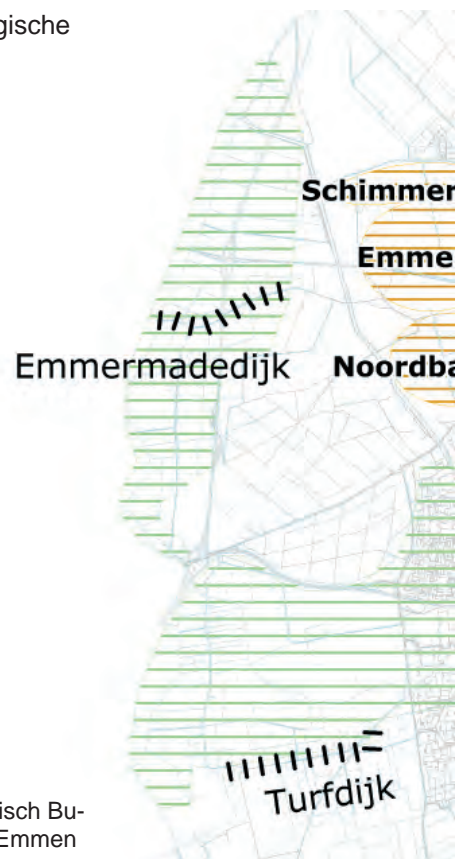 gische
Schimmer
Emme
Emmermadedijk
Noordba
Turfdijk
isch Bu-
Emmen